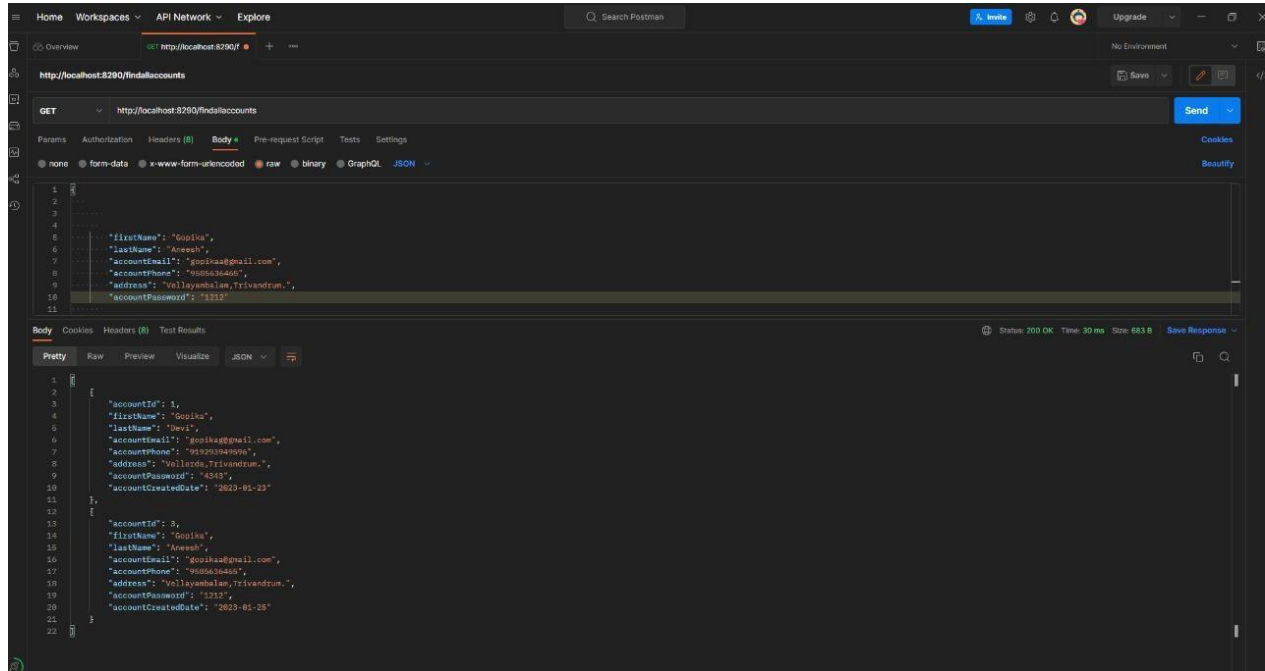 Home Workspaces API Network Explore Search Postman Invite Upgrade
Overview GET http://localhost:8290/f No Environment
http://localhost:8290/findallaccounts Save
GET http://localhost:8290/findallaccounts Send
Params Authorization Headers (8) Body Pre-request Script Tests Settings Cookies
none form-data x-www-form-urlencoded raw binary GraphQL JSON Beautify
1 {
2
3
4
5 "firstName": "Gopika",
6 "lastName": "Aneesh",
7 "accountEmail": "gopikaa@gmail.com",
8 "accountPhone": "9585636465",
9 "address": "Vellayambalam,Trivandrum.",
10 "accountPassword": "1212"
11
Body Cookies Headers (8) Test Results Status: 200 OK Time: 30 ms Size: 683 B Save Response
Pretty Raw Preview Visualize JSON
1 [
2 {
3 "accountId": 1,
4 "firstName": "Gopika",
5 "lastName": "Devi",
6 "accountEmail": "gopikag@gmail.com",
7 "accountPhone": "919293949596",
8 "address": "Vellarda,Trivandrum.",
9 "accountPassword": "4343",
10 "accountCreatedDate": "2023-01-23"
11 },
12 {
13 "accountId": 3,
14 "firstName": "Gopika",
15 "lastName": "Aneesh",
16 "accountEmail": "gopikaa@gmail.com",
17 "accountPhone": "9585636465",
18 "address": "Vellayambalam,Trivandrum.",
19 "accountPassword": "1212",
20 "accountCreatedDate": "2023-01-25"
21 }
22 ]